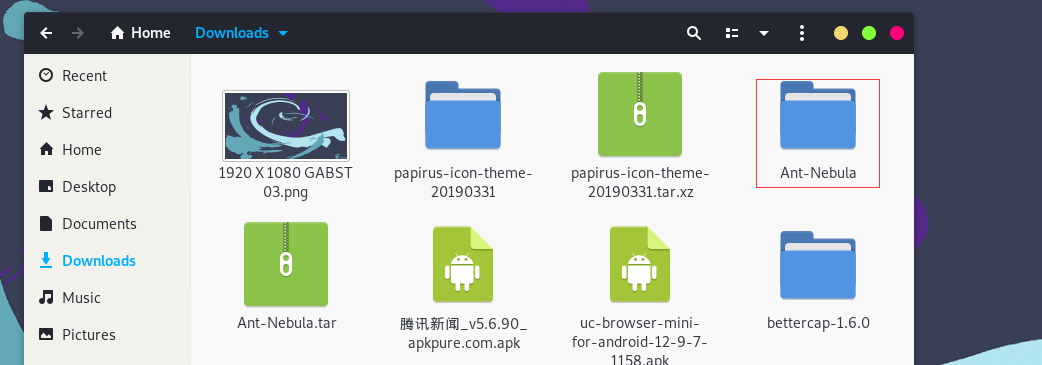 Home Downloads
Recent
Starred
Home
Desktop
Documents
Downloads
Music
Pictures
1920 X 1080 GABST
03.png
papirus-icon-theme-
20190331
papirus-icon-theme-
20190331.tar.xz
Ant-Nebula
Ant-Nebula.tar
腾讯新闻_v5.6.90_
apkpure.com.apk
uc-browser-mini-
for-android-12-9-7-
1158.apk
bettercap-1.6.0